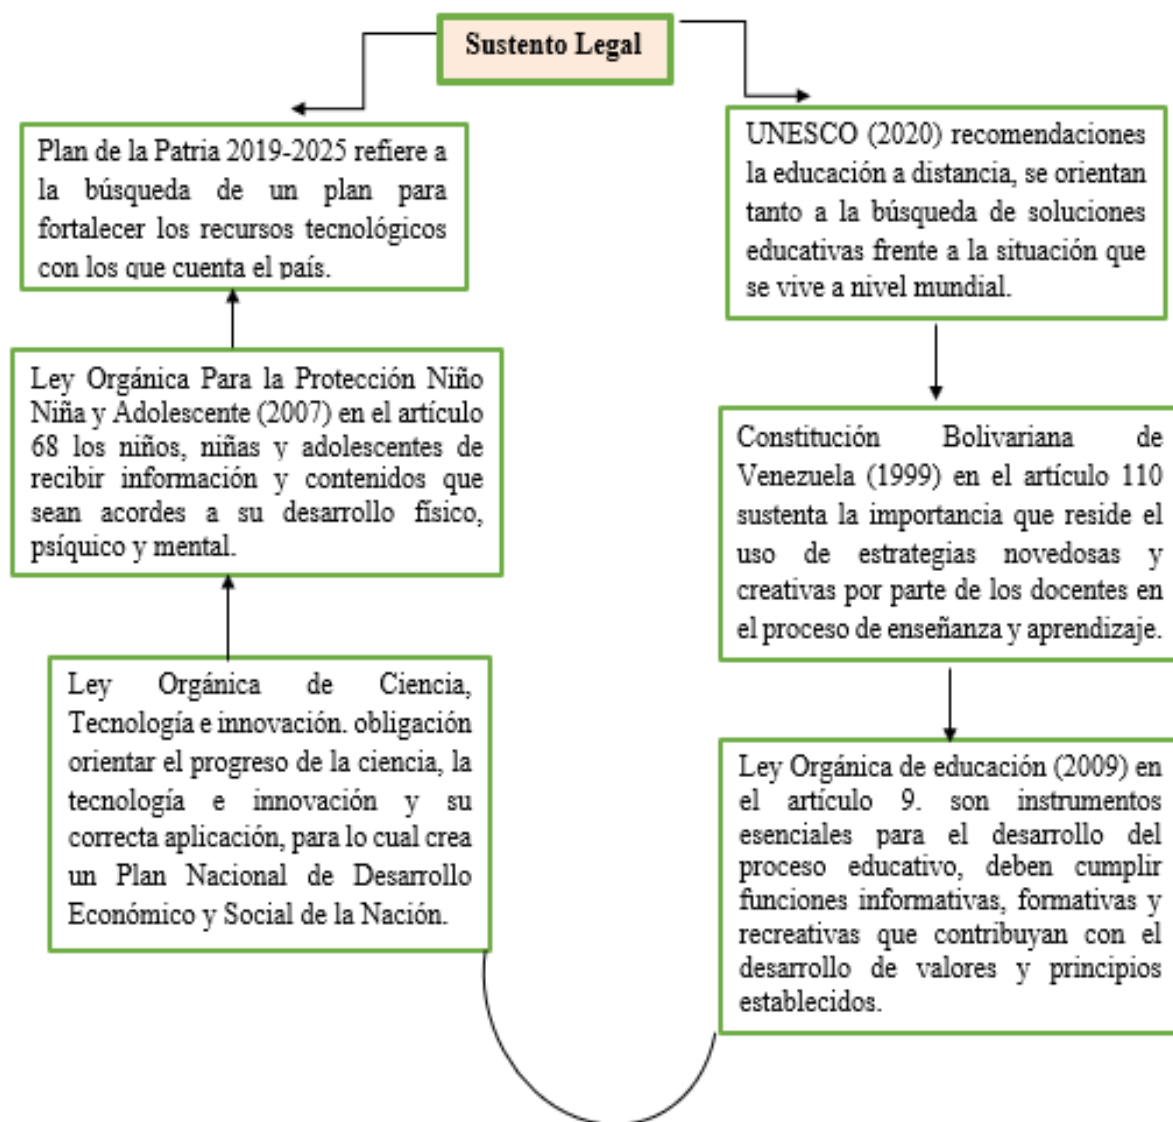 Sustento Legal
Plan de la Patria 2019-2025 refiere a
la búsqueda de un plan para
fortalecer los recursos tecnológicos
con los que cuenta el país.
UNESCO (2020) recomendaciones
la educación a distancia, se orientan
tanto a la búsqueda de soluciones
educativas frente a la situación que
se vive a nivel mundial.
Ley Orgánica Para la Protección Niño
Niña y Adolescente (2007) en el artículo
68 los niños, niñas y adolescentes de
recibir información y contenidos que
sean acordes a su desarrollo físico,
psíquico y mental.
Constitución Bolivariana de
Venezuela (1999) en el artículo 110
sustenta la importancia que reside el
uso de estrategias novedosas y
creativas por parte de los docentes en
el proceso de enseñanza y aprendizaje.
Ley Orgánica de Ciencia,
Tecnología e innovación. obligación
orientar el progreso de la ciencia, la
tecnología e innovación y su
correcta aplicación, para lo cual crea
un Plan Nacional de Desarrollo
Económico y Social de la Nación.
Ley Orgánica de educación (2009) en
el artículo 9. son instrumentos
esenciales para el desarrollo del
proceso educativo, deben cumplir
funciones informativas, formativas y
recreativas que contribuyan con el
desarrollo de valores y principios
establecidos.